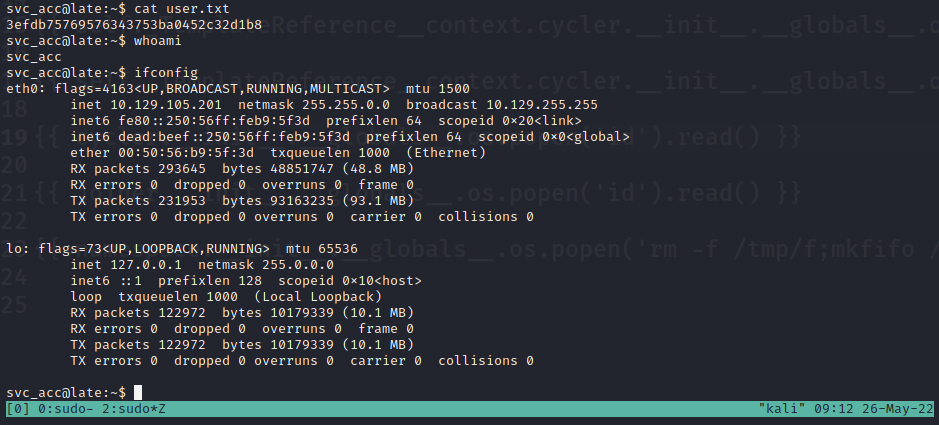 svc_acc@late:~$ cat user.txt
3efdb75769576343753ba0452c32d1b8
svc_acc@late:~$ whoami
svc_acc
svc_acc@late:~$ ifconfig
eth0: flags=4163<UP,BROADCAST,RUNNING,MULTICAST>  mtu 1500
        inet 10.129.105.201  netmask 255.255.0.0  broadcast 10.129.255.255
        inet6 fe80::250:56ff:feb9:5f3d  prefixlen 64  scopeid 0×20<link>
        inet6 dead:beef::250:56ff:feb9:5f3d  prefixlen 64  scopeid 0×0<global>
        ether 00:50:56:b9:5f:3d  txqueuelen 1000  (Ethernet)
        RX packets 293645  bytes 48851747 (48.8 MB)
        RX errors 0  dropped 0  overruns 0  frame 0
        TX packets 231953  bytes 93163235 (93.1 MB)
        TX errors 0  dropped 0 overruns 0  carrier 0  collisions 0
lo: flags=73<UP,LOOPBACK,RUNNING>  mtu 65536
        inet 127.0.0.1  netmask 255.0.0.0
        inet6 ::1  prefixlen 128  scopeid 0×10<host>
        loop  txqueuelen 1000  (Local Loopback)
        RX packets 122972  bytes 10179339 (10.1 MB)
        RX errors 0  dropped 0  overruns 0  frame 0
        TX packets 122972  bytes 10179339 (10.1 MB)
        TX errors 0  dropped 0 overruns 0  carrier 0  collisions 0
svc_acc@late:~$
[0] 0:sudo- 2:sudo*Z "kali" 09:12 26-May-22